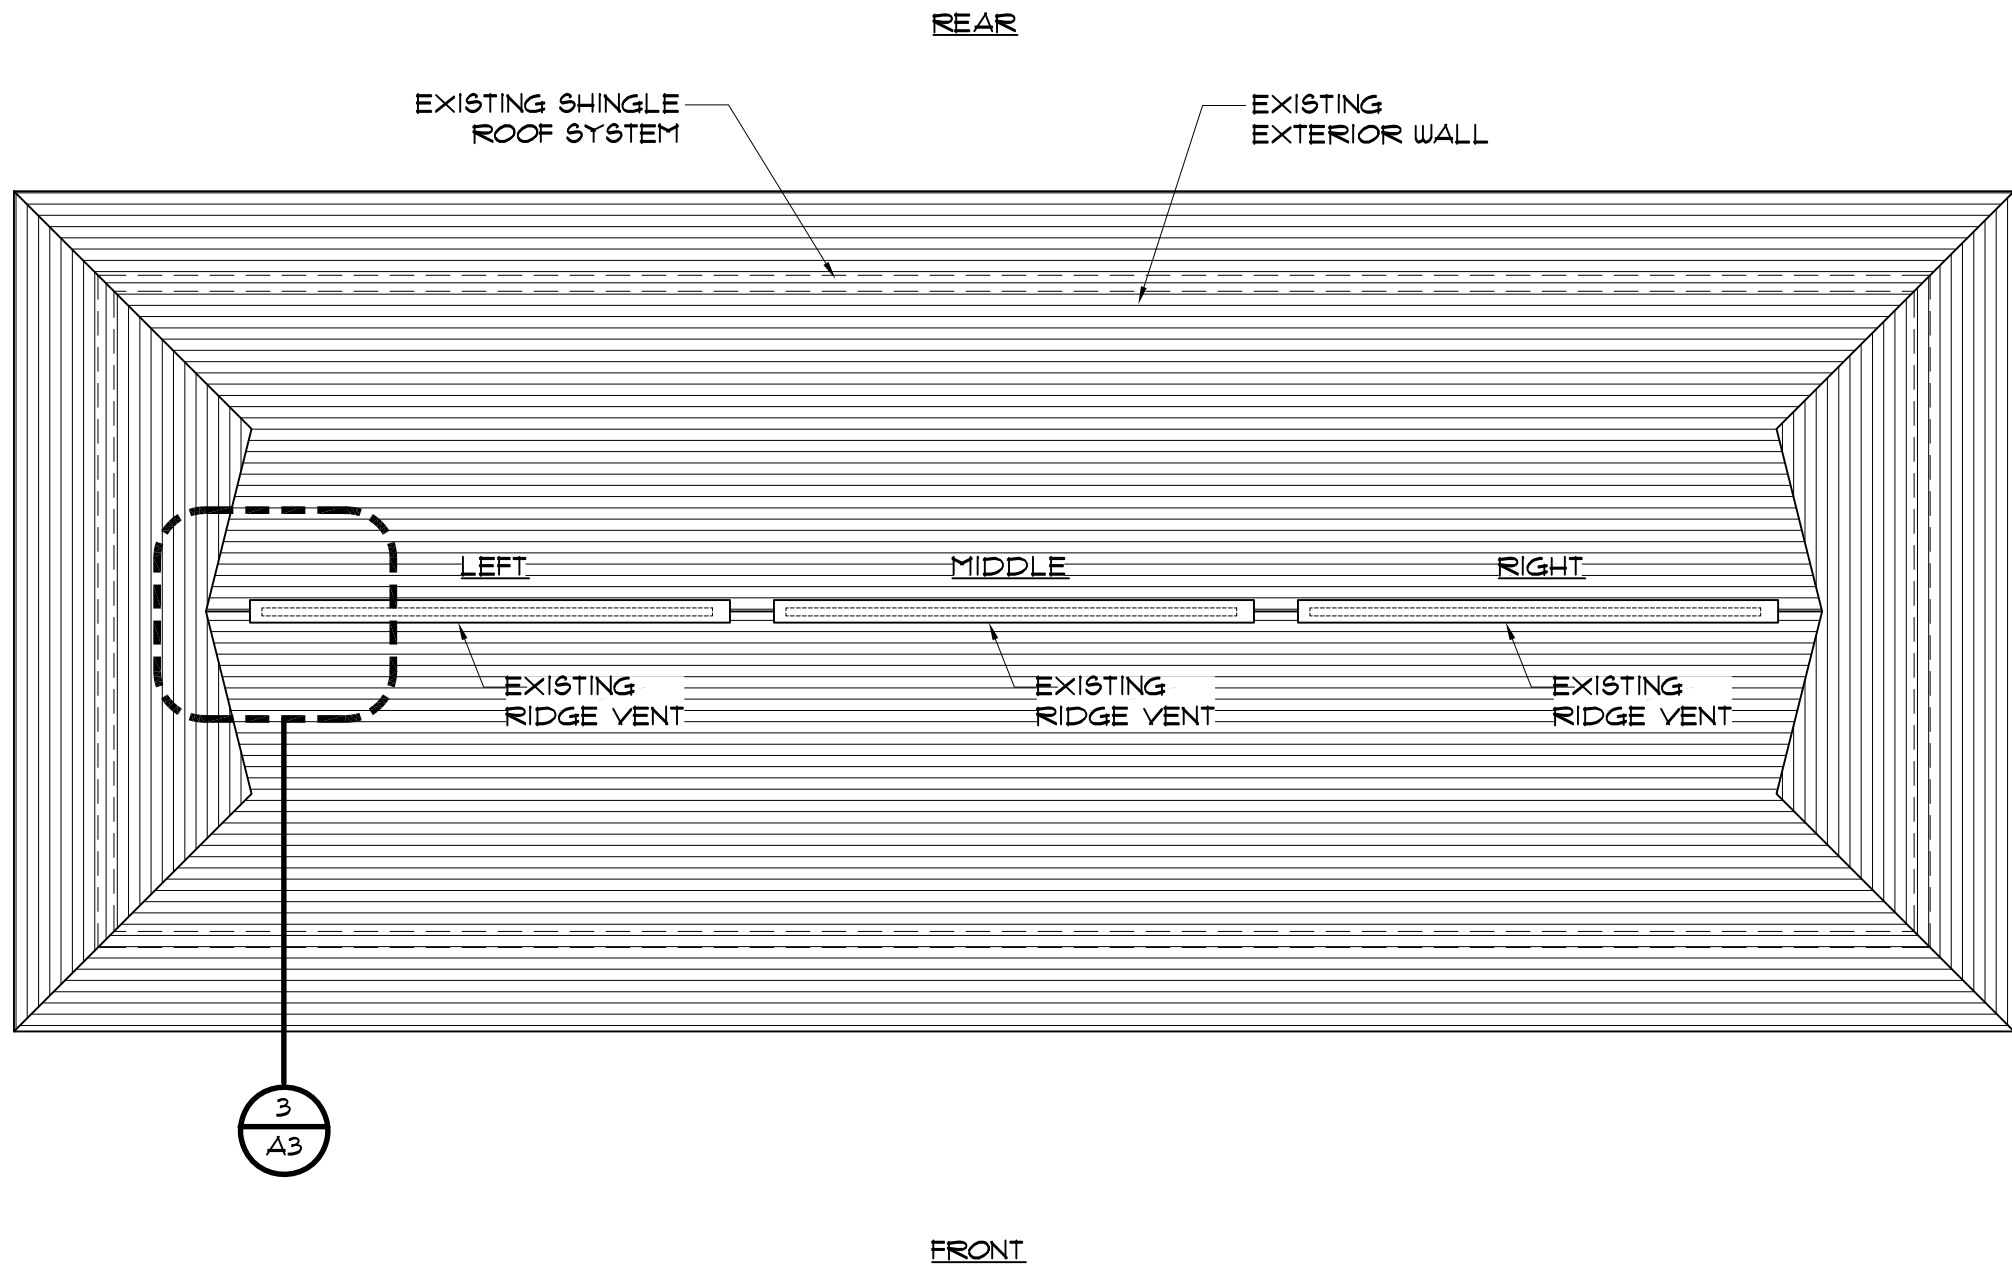 REAR
EXISTING SHINGLE
ROOF SYSTEM
EXISTING
EXTERIOR WALL
LEFT
MIDDLE
RIGHT
EXISTING
RIDGE VENT
EXISTING
RIDGE VENT
EXISTING
RIDGE VENT
3
A3
FRONT